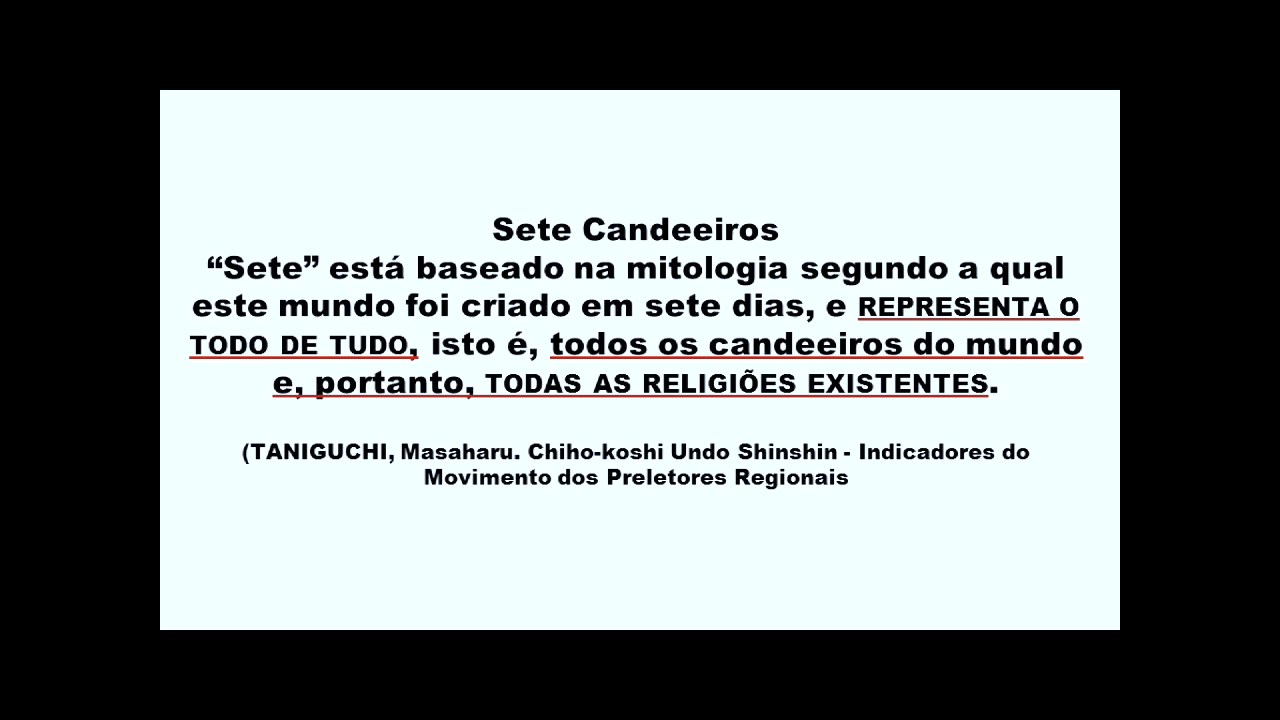 Sete Candeeiros
“Sete” está baseado na mitologia segundo a qual
este mundo foi criado em sete dias, e REPRESENTA O
TODO DE TUDO, isto é, todos os candeeiros do mundo
e, portanto, TODAS AS RELIGIÕES EXISTENTES.
(TANIGUCHI, Masaharu. Chiho-koshi Undo Shinshin - Indicadores do
Movimento dos Preletores Regionais